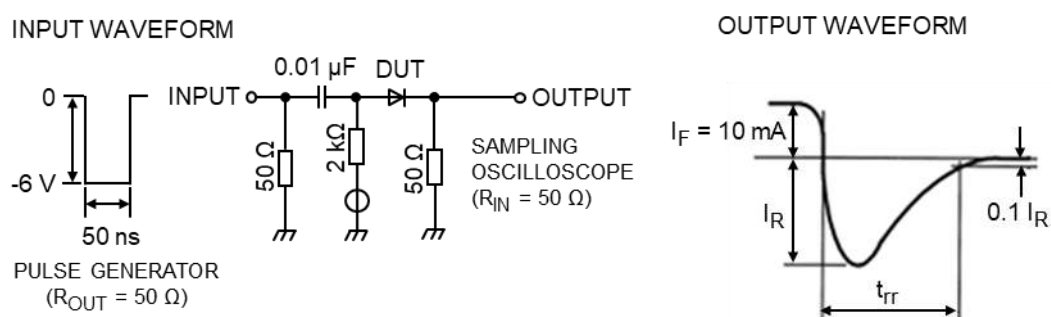 INPUT WAVEFORM
0
-6 V
50 ns
PULSE GENERATOR
(ROUT = 50 Ω)
0.01 µF
DUT
INPUT
OUTPUT
50 Ω
2 kΩ
50 Ω
SAMPLING
OSCILLOSCOPE
(RIN = 50 Ω)
OUTPUT WAVEFORM
IF = 10 mA
IR
0.1 IR
trr